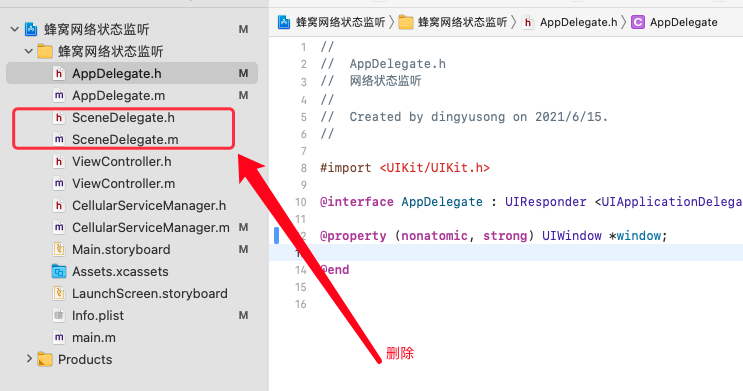 蜂窝网络状态监听 M
蜂窝网络状态监听
AppDelegate.h M
AppDelegate.m M
SceneDelegate.h
SceneDelegate.m
ViewController.h
ViewController.m
CellularServiceManager.h
CellularServiceManager.m M
Main.storyboard
Assets.xcassets
LaunchScreen.storyboard
Info.plist M
main.m
Products
蜂窝网络状态监听 蜂窝网络状态监听 AppDelegate.h AppDelegate
1 //
2 //  AppDelegate.h
3 //  网络状态监听
4 //
5 //  Created by dingyusong on 2021/6/15.
6 //
7
8 #import <UIKit/UIKit.h>
9
10 @interface AppDelegate : UIResponder <UIApplicationDelega
11
12 @property (nonatomic, strong) UIWindow *window;
13
14 @end
15
16
删除